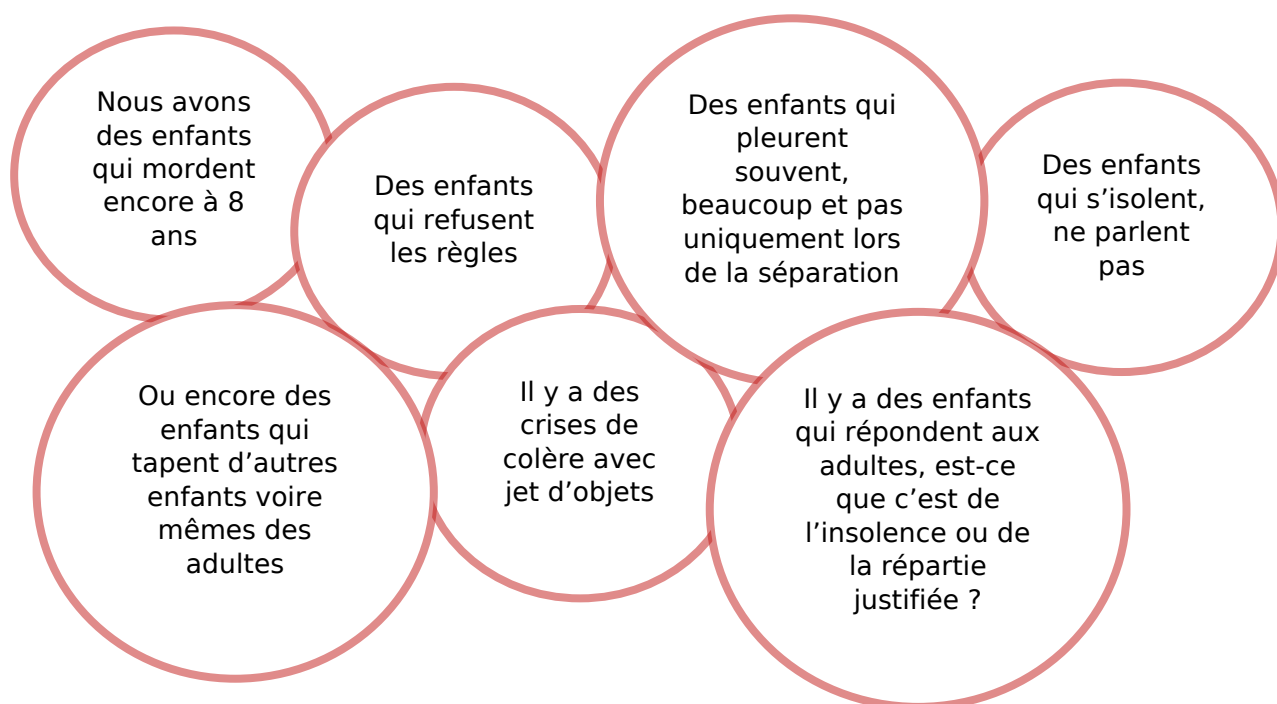 Nous avons
des enfants
qui mordent
encore à 8
ans
Des enfants
qui refusent
les règles
Des enfants qui
pleurent
souvent,
beaucoup et pas
uniquement lors
de la séparation
Des enfants
qui s’isolent,
ne parlent
pas
Ou encore des
enfants qui
tapent d’autres
enfants voire
mêmes des
adultes
Il y a des
crises de
colère avec
jet d’objets
Il y a des enfants
qui répondent aux
adultes, est-ce
que c’est de
l’insolence ou de
la répartie
justifiée ?